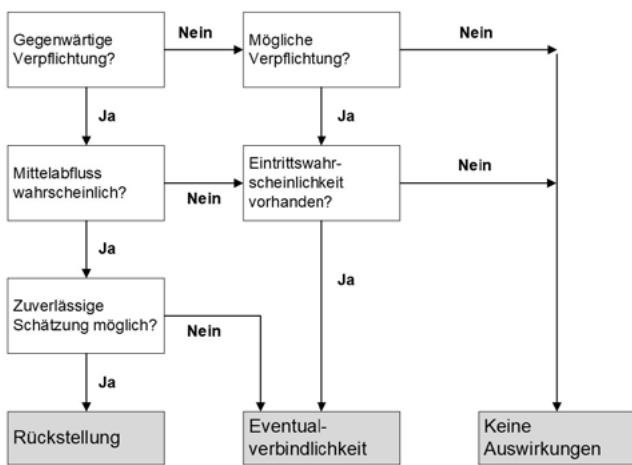 Gegenwärtige
Verpflichtung?
Nein
Mögliche
Verpflichtung?
Nein
Ja
Ja
Mittelabfluss
wahrscheinlich?
Nein
Eintrittswahr-
scheinlichkeit
vorhanden?
Nein
Ja
Ja
Zuverlässige
Schätzung möglich?
Nein
Ja
Rückstellung
Eventual-
verbindlichkeit
Keine
Auswirkungen